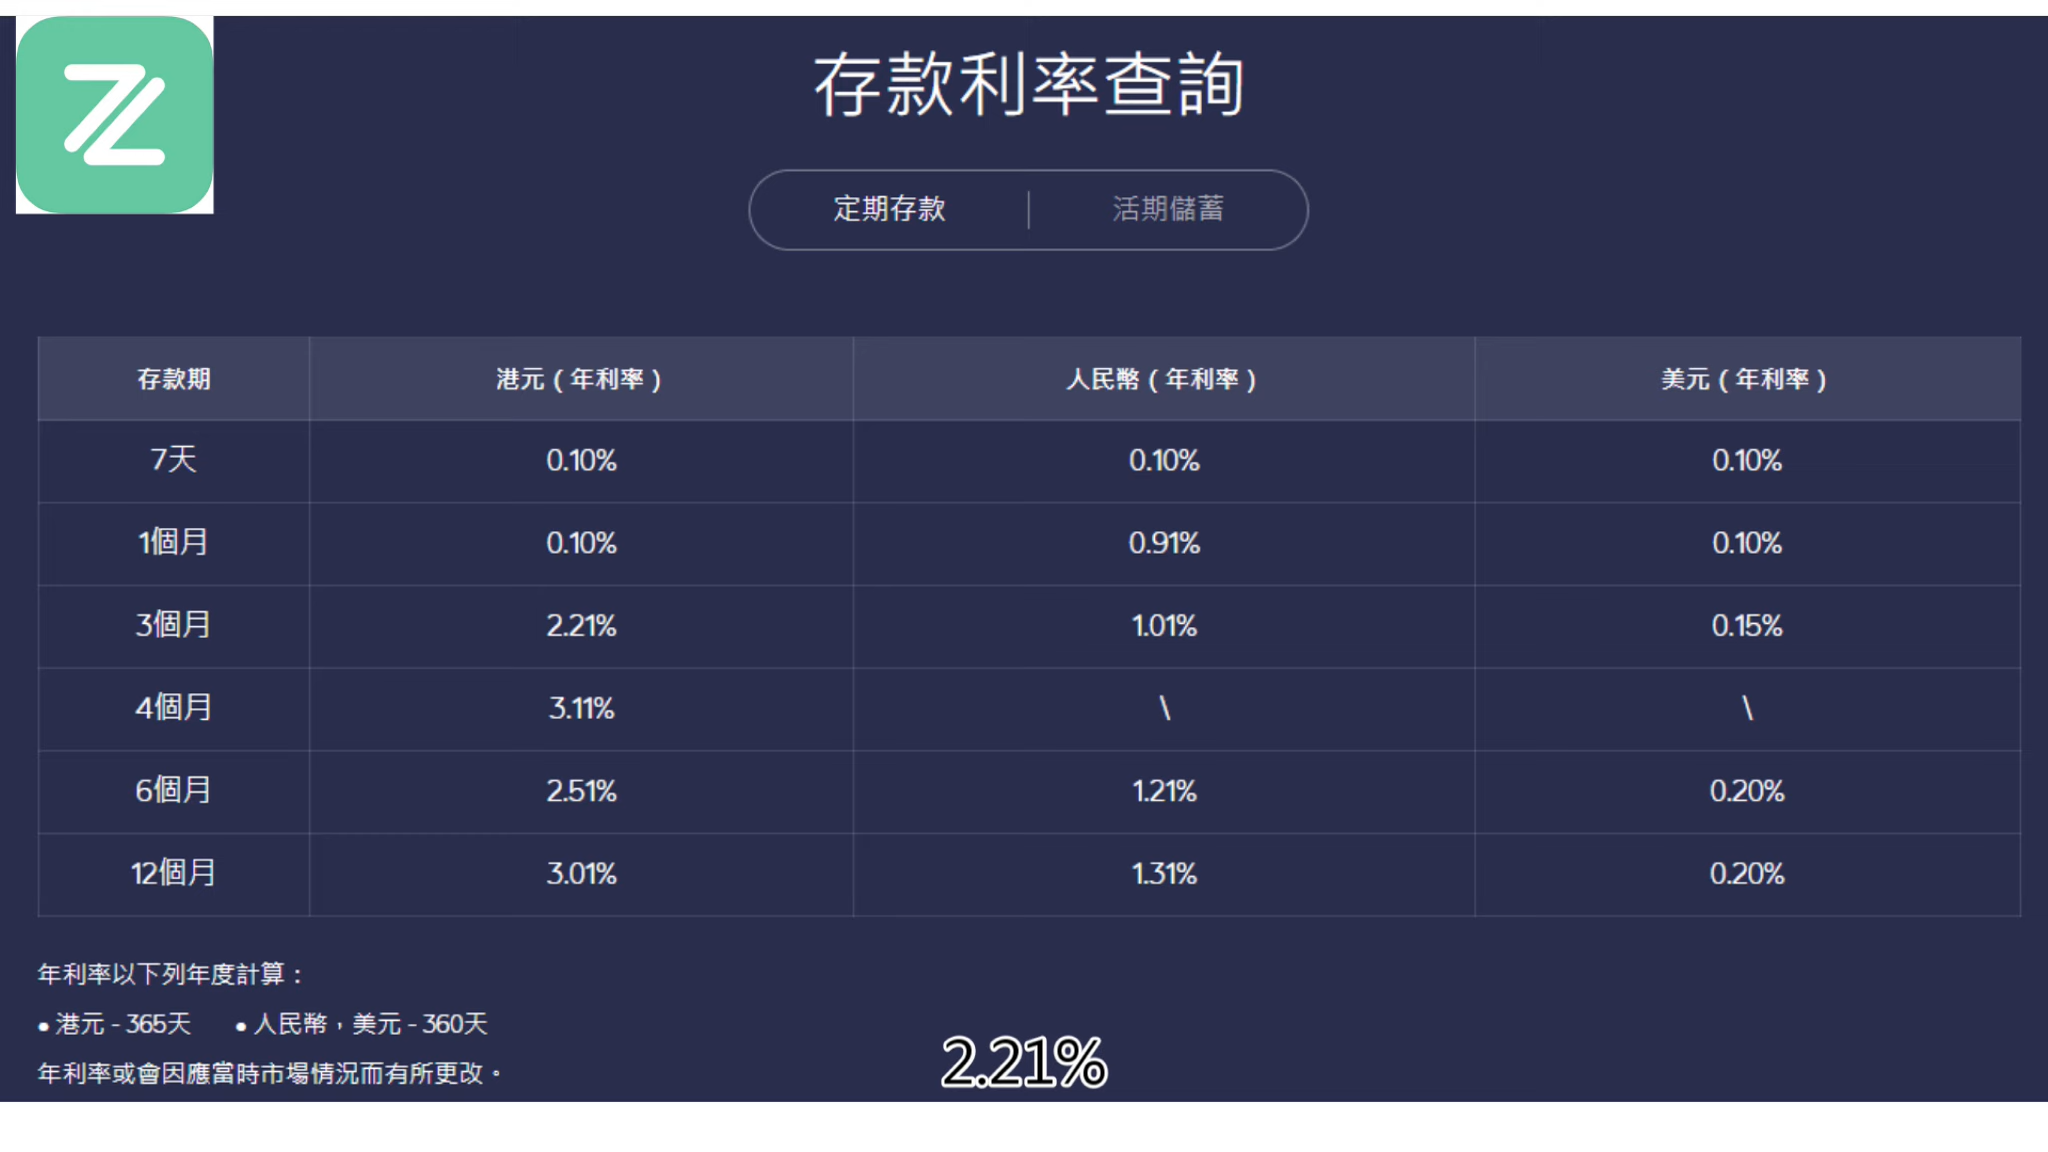 存款利率查詢
定期存款 | 活期儲蓄
存款期 港元（年利率） 人民幣（年利率） 美元（年利率）
7天 0.10% 0.10% 0.10%
1個月 0.10% 0.91% 0.10%
3個月 2.21% 1.01% 0.15%
4個月 3.11% \ \
6個月 2.51% 1.21% 0.20%
12個月 3.01% 1.31% 0.20%
年利率以下列年度計算：
• 港元 - 365天 • 人民幣，美元 - 360天
年利率或會因應當時市場情況而有所更改。
2.21%